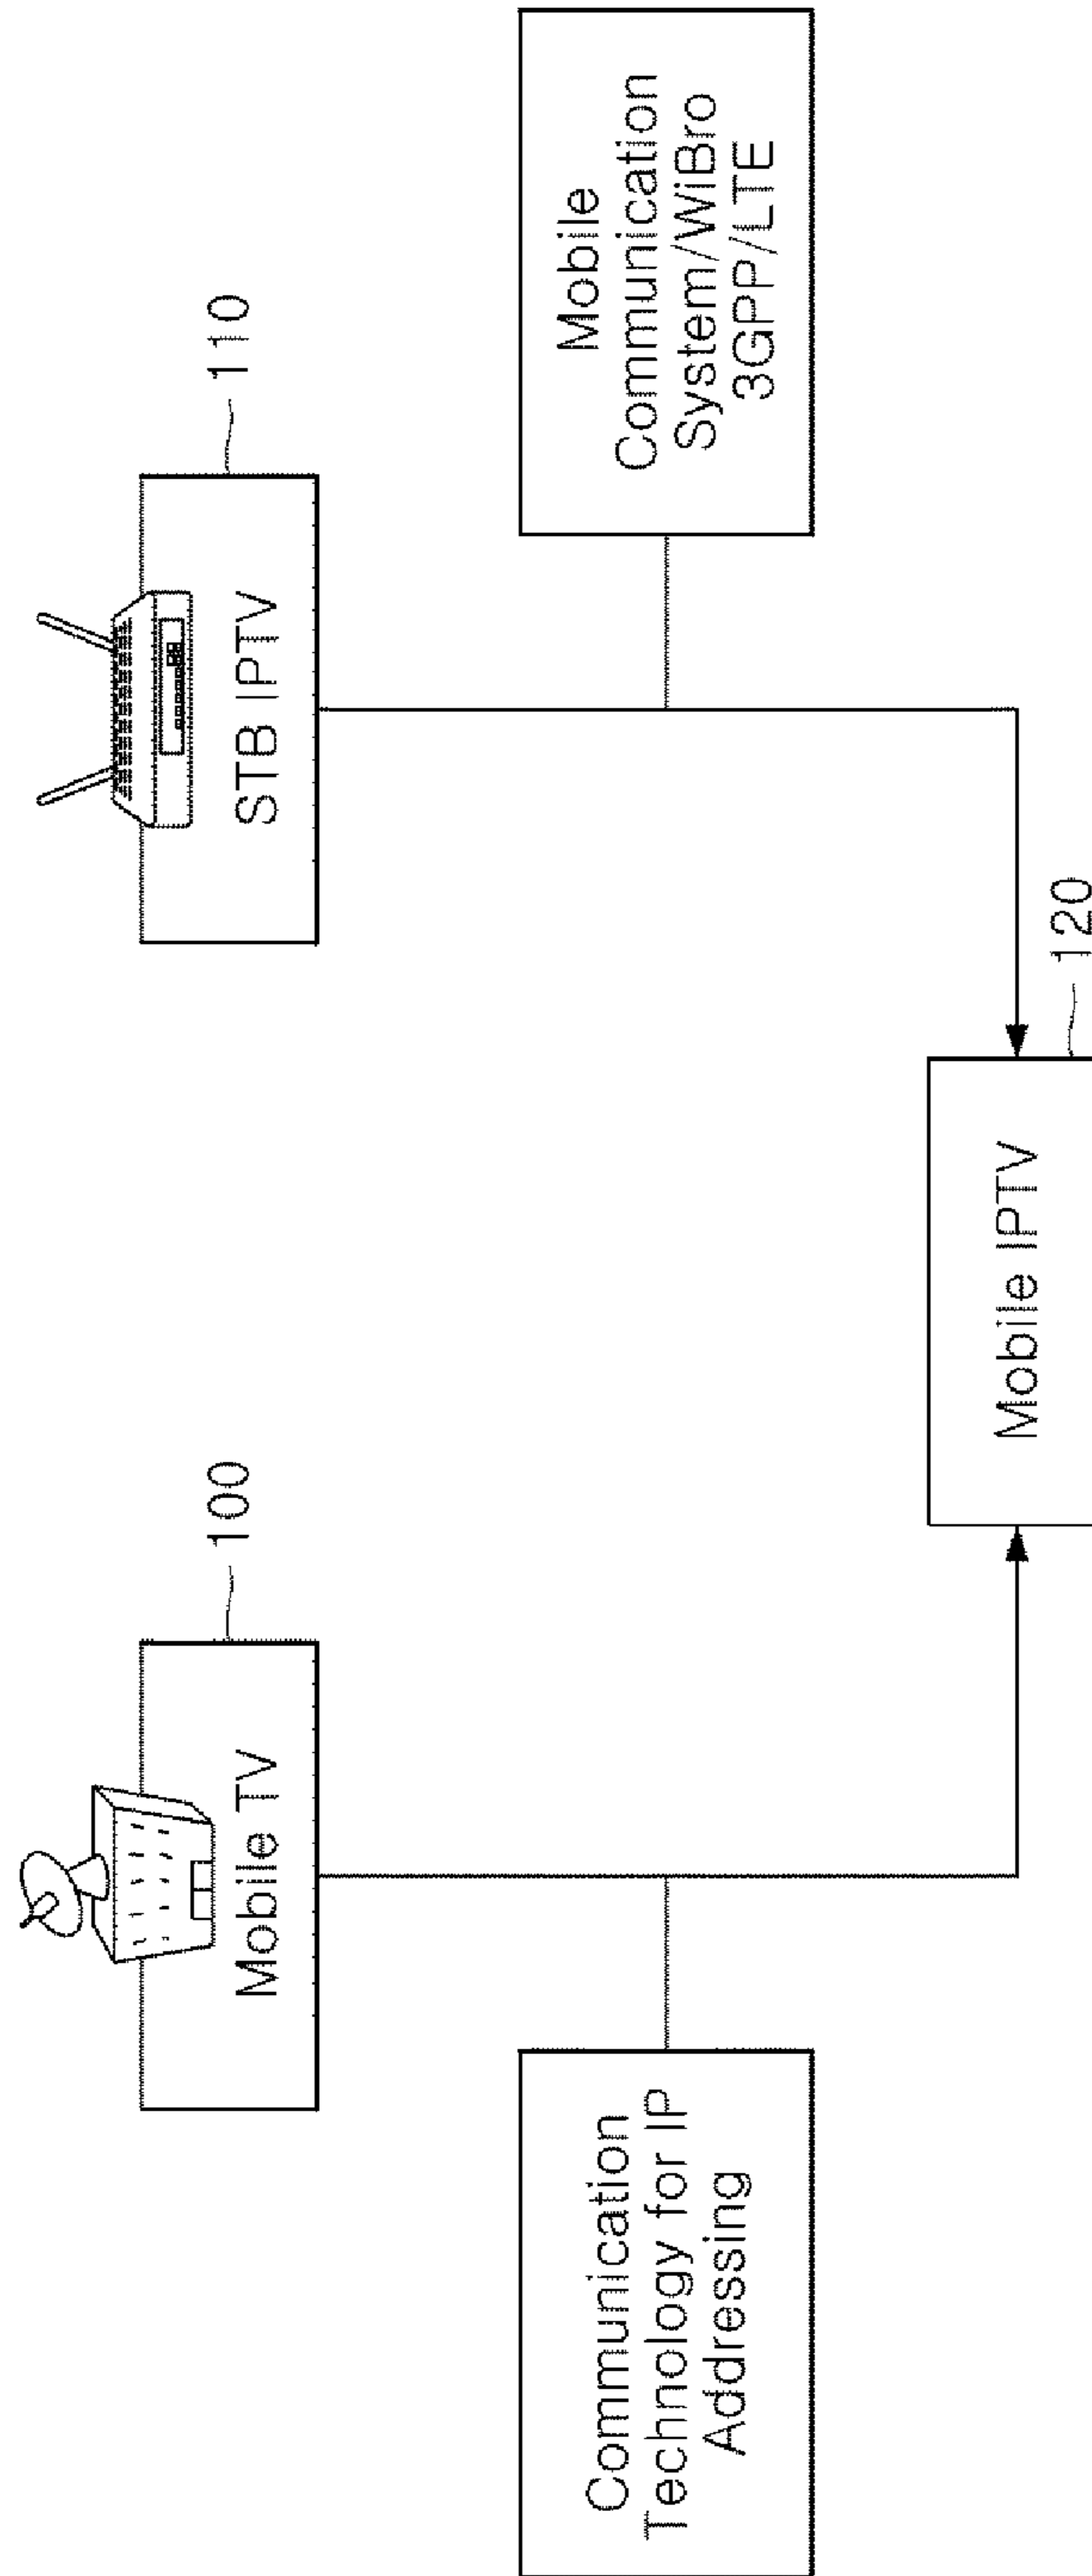 100
Mobile TV
110
STB IPTV
Communication
Technology for IP
Addressing
Mobile
Communication
System/WiBro
3GPP/LTE
Mobile IPTV
120